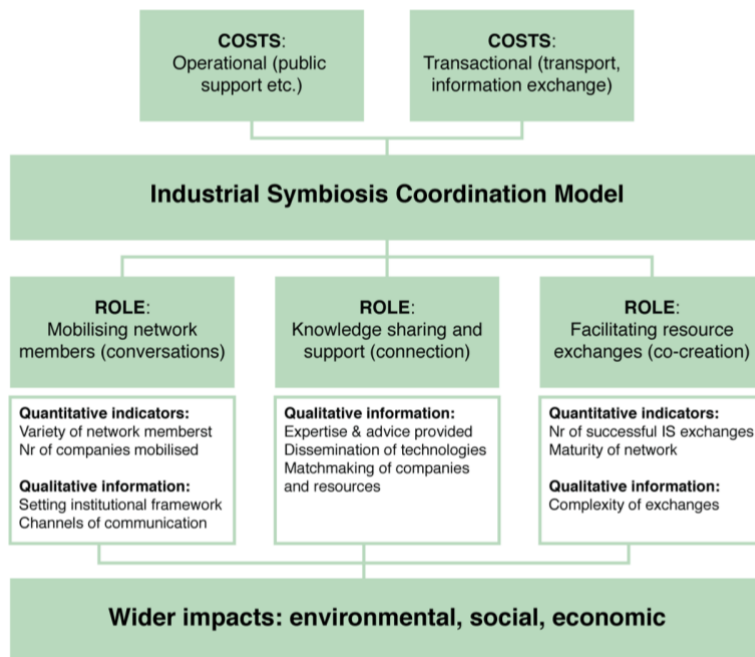 COSTS:
Operational (public
support etc.)
COSTS:
Transactional (transport,
information exchange)
Industrial Symbiosis Coordination Model
ROLE:
Mobilising network
members (conversations)
ROLE:
Knowledge sharing and
support (connection)
ROLE:
Facilitating resource
exchanges (co-creation)
Quantitative indicators:
Variety of network memberst
Nr of companies mobilised
Qualitative information:
Setting institutional framework
Channels of communication
Qualitative information:
Expertise & advice provided
Dissemination of technologies
Matchmaking of companies
and resources
Quantitative indicators:
Nr of successful IS exchanges
Maturity of network
Qualitative information:
Complexity of exchanges
Wider impacts: environmental, social, economic